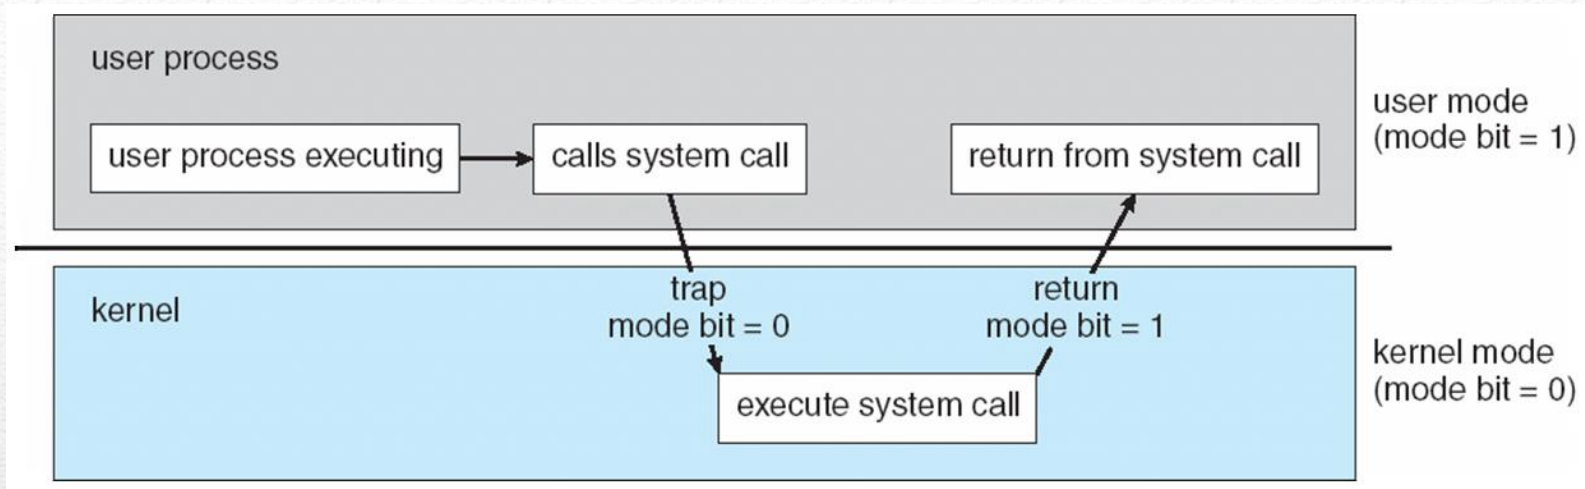 user process
user process executing
calls system call
return from system call
user mode
(mode bit = 1)
kernel
trap
mode bit = 0
return
mode bit = 1
execute system call
kernel mode
(mode bit = 0)